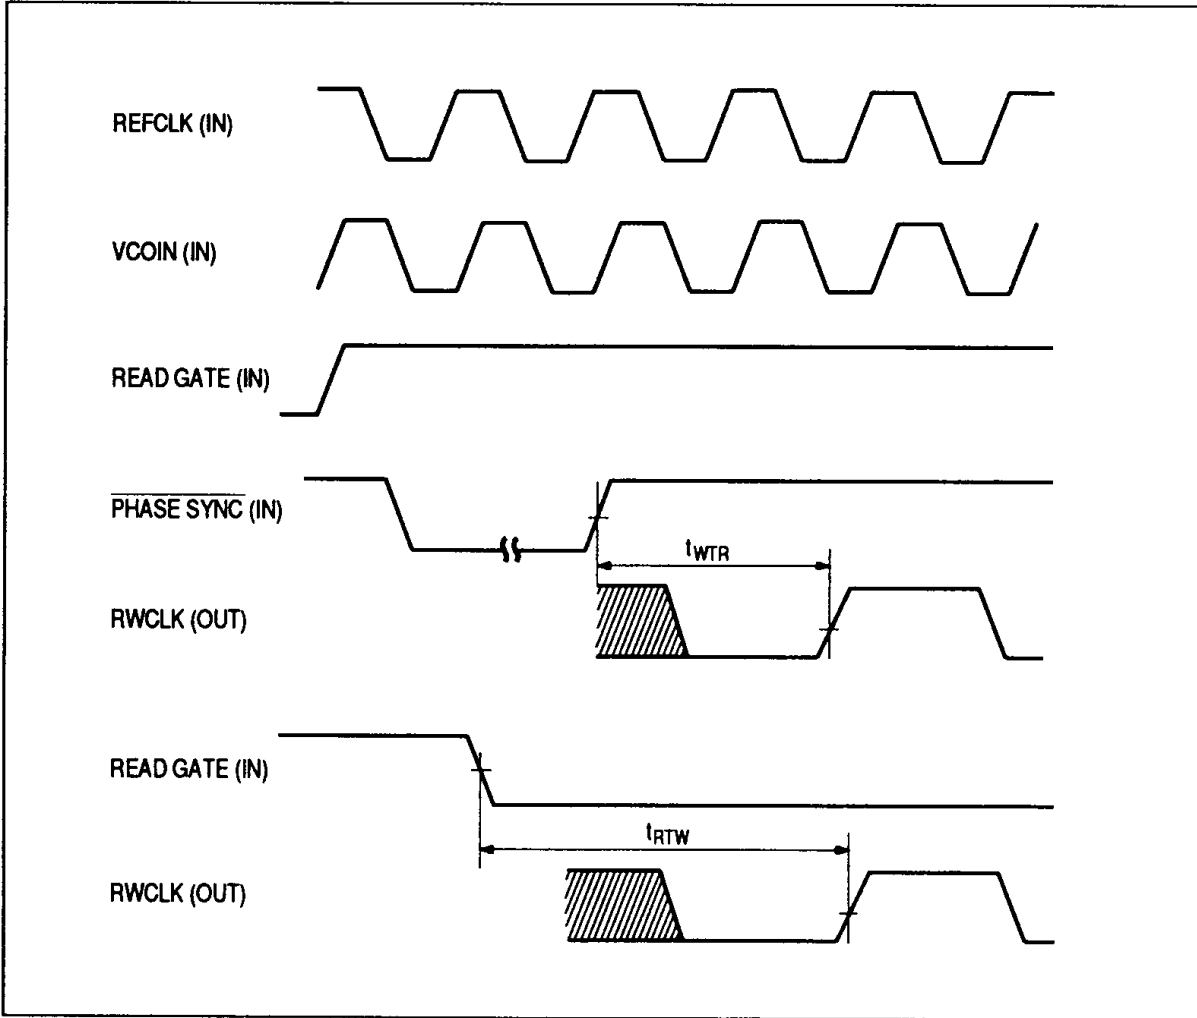 REFCLK (IN)
VCOIN (IN)
READ GATE (IN)
PHASE SYNC (IN)
tWTR
RWCLK (OUT)
READ GATE (IN)
tRTW
RWCLK (OUT)